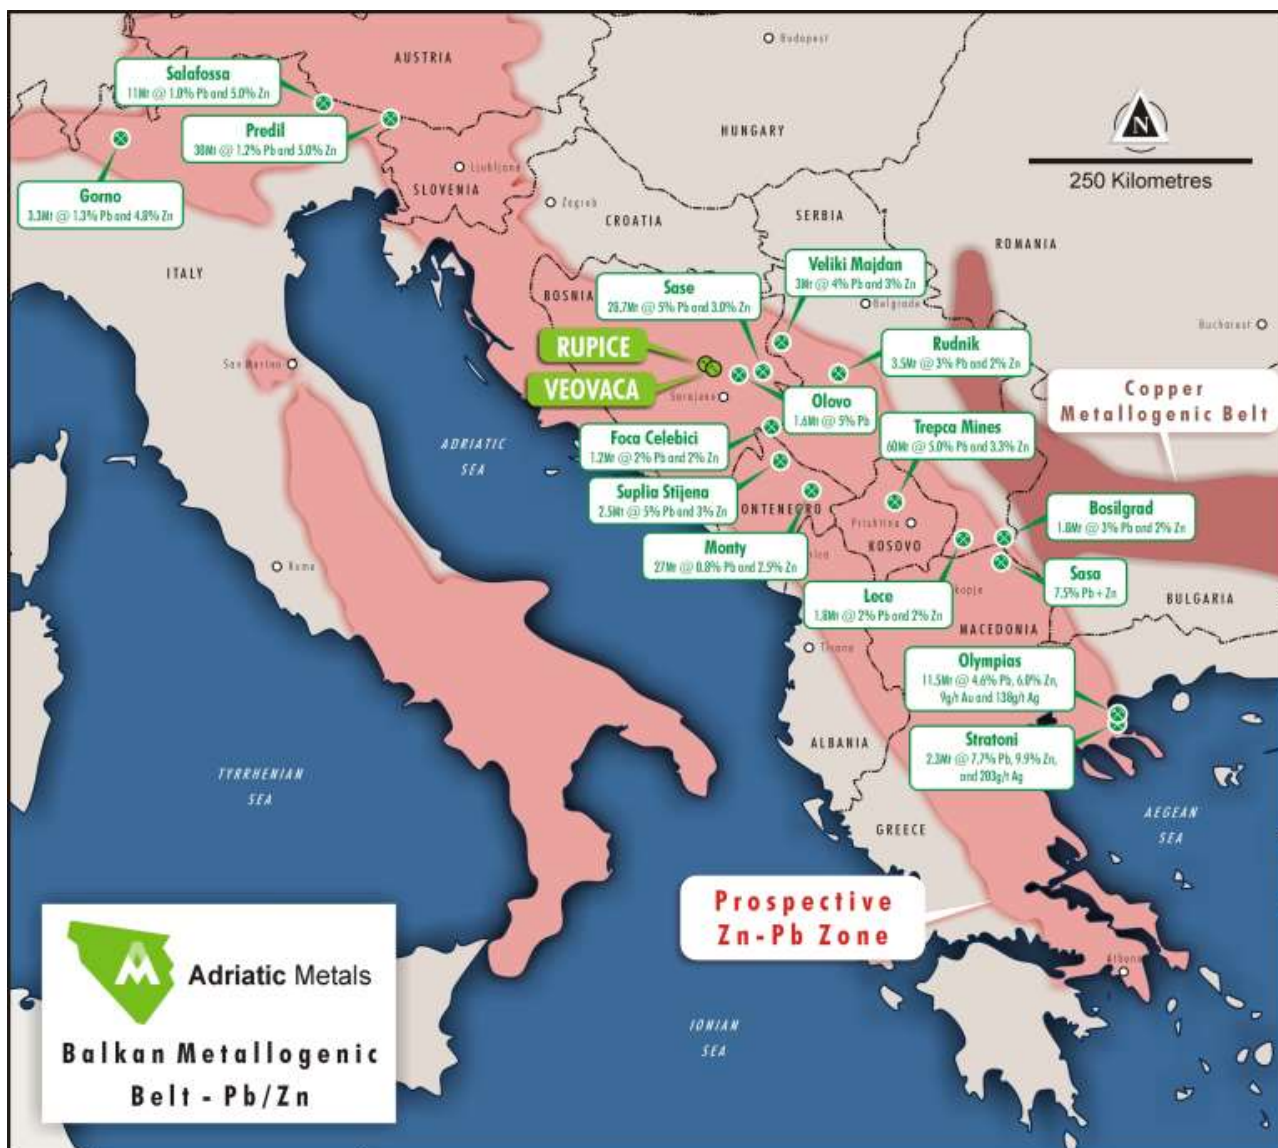 AUSTRIA
Budapest
Salafossa
11Mt @ 1.0% Pb and 5.0% Zn
Predil
30Mt @ 1.2% Pb and 5.0% Zn
HUNGARY
N
250 Kilometres
Ljubljana
SLOVENIA
Gorno
3.3Mt @ 1.3% Pb and 4.8% Zn
Zagreb
CROATIA
SERBIA
ROMANIA
ITALY
Veliki Majdan
3Mt @ 4% Pb and 3% Zn
BOSNIA
Sase
28.7Mt @ 5% Pb and 3.0% Zn
Belgrade
Bucharest
RUPICE
Rudnik
3.5Mt @ 3% Pb and 2% Zn
San Marino
VEOVACA
Sarajevo
Copper
Metallogenic Belt
Olovo
1.6Mt @ 5% Pb
ADRIATIC
SEA
Foca Celebici
1.2Mt @ 2% Pb and 2% Zn
Trepca Mines
60Mt @ 5.0% Pb and 3.3% Zn
Suplia Stijena
2.5Mt @ 5% Pb and 3% Zn
ONTENEGRO
Prishtina
KOSOVO
Bosilgrad
1.8Mt @ 3% Pb and 2% Zn
Monty
27Mt @ 0.8% Pb and 2.5% Zn
Roma
Lece
1.8Mt @ 2% Pb and 2% Zn
kopje
Sasa
7.5% Pb + Zn
BULGARIA
MACEDONIA
Tirana
Olympias
11.5Mt @ 4.6% Pb, 6.0% Zn,
9g/t Au and 138g/t Ag
ALBANIA
Stratoni
2.3Mt @ 7.7% Pb, 9.9% Zn,
and 203g/t Ag
TYRRHENIAN
SEA
AEGEAN
SEA
GREECE
Prospective
Zn-Pb Zone
Athens
Adriatic Metals
IONIAN
SEA
Balkan Metallogenic
Belt - Pb/Zn